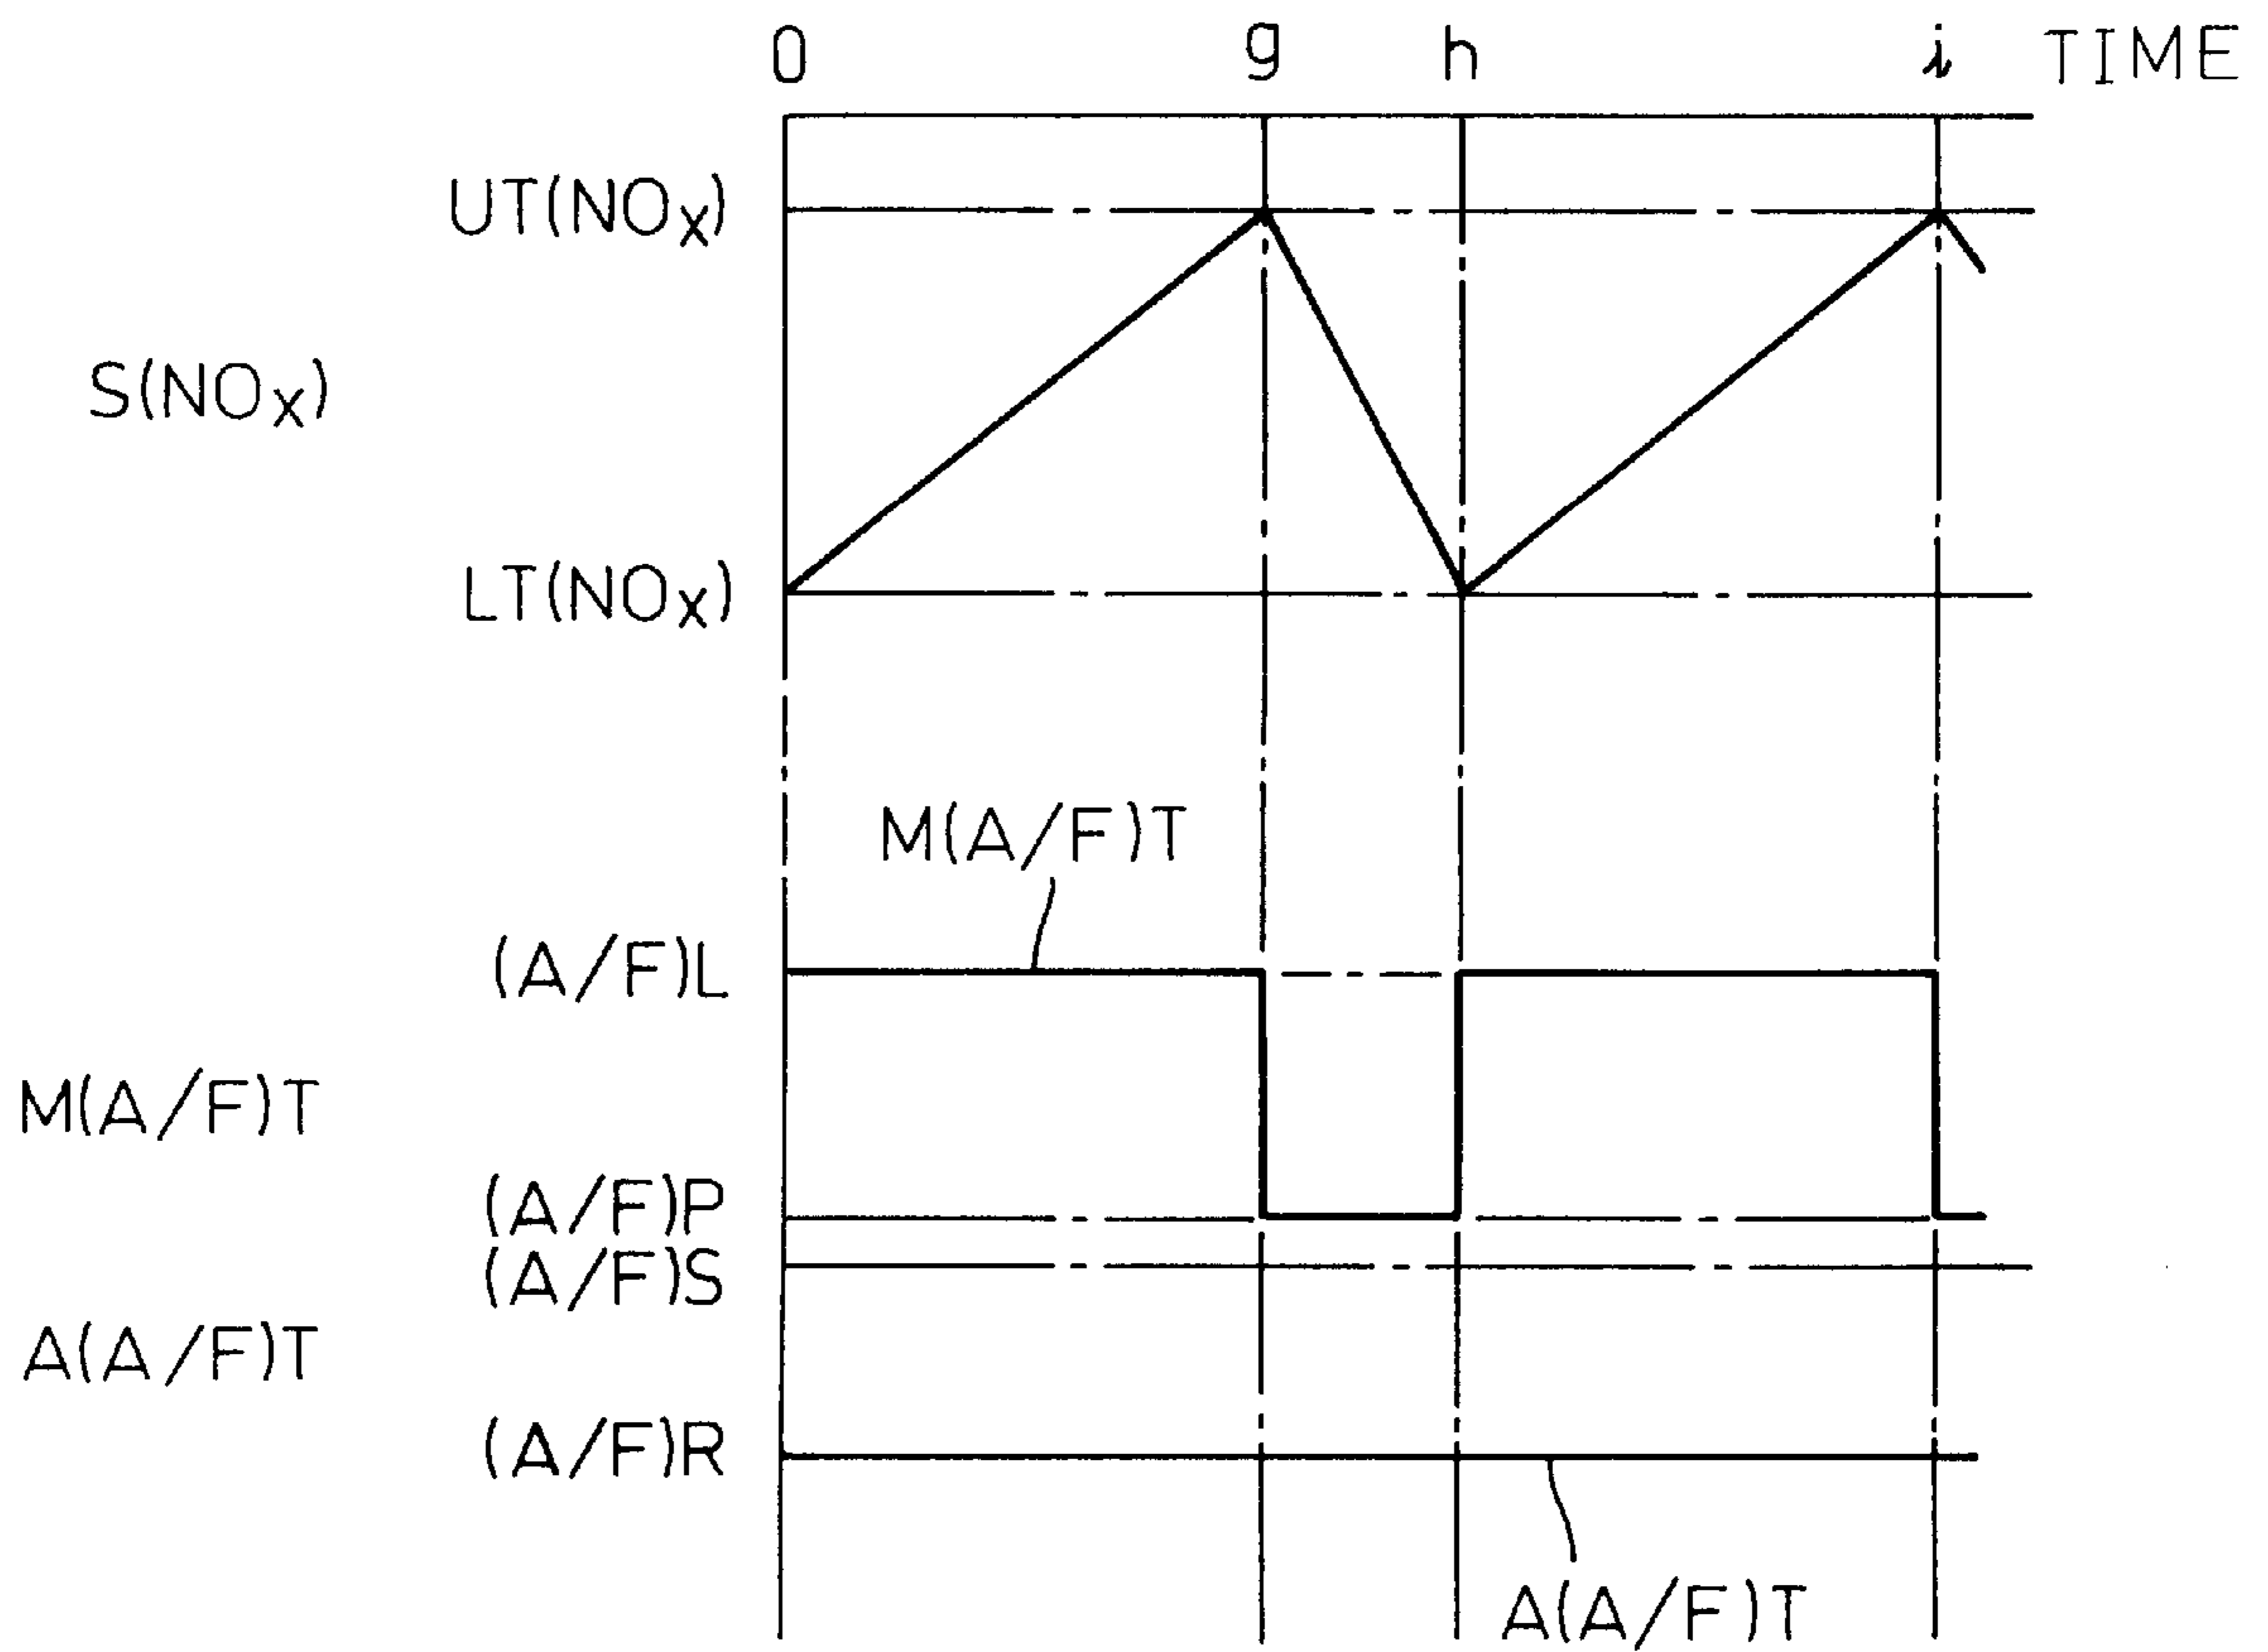 0 g h i TIME
UT(NOx)
S(NOx)
LT(NOx)
M(A/F)T
(A/F)L
M(A/F)T
(A/F)P
(A/F)S
A(A/F)T
(A/F)R
A(A/F)T